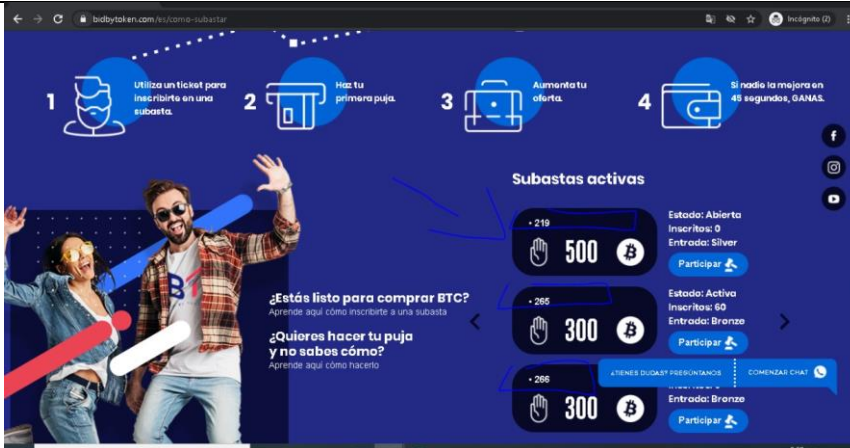 bidbytoken.com/es/como-subastar
Incógnito (2)
1
Utiliza un ticket para
inscribirte en una
subasta.
2
Haz tu
primera puja.
3
Aumenta tu
oferta.
4
Si nadie la mejora en
45 segundos, GANAS.
BT
¿Estás listo para comprar BTC?
Aprende aquí cómo inscribirte a una subasta
¿Quieres hacer tu puja
y no sabes cómo?
Aprende aquí cómo hacerlo
Subastas activas
• 219
500
Estado: Abierta
Inscritos: 0
Entrada: Silver
Participar
• 265
300
Estado: Activa
Inscritos: 60
Entrada: Bronze
Participar
• 266
300
Entrada: Bronze
Participar
¿TIENES DUDAS? PREGÚNTANOS
COMENZAR CHAT